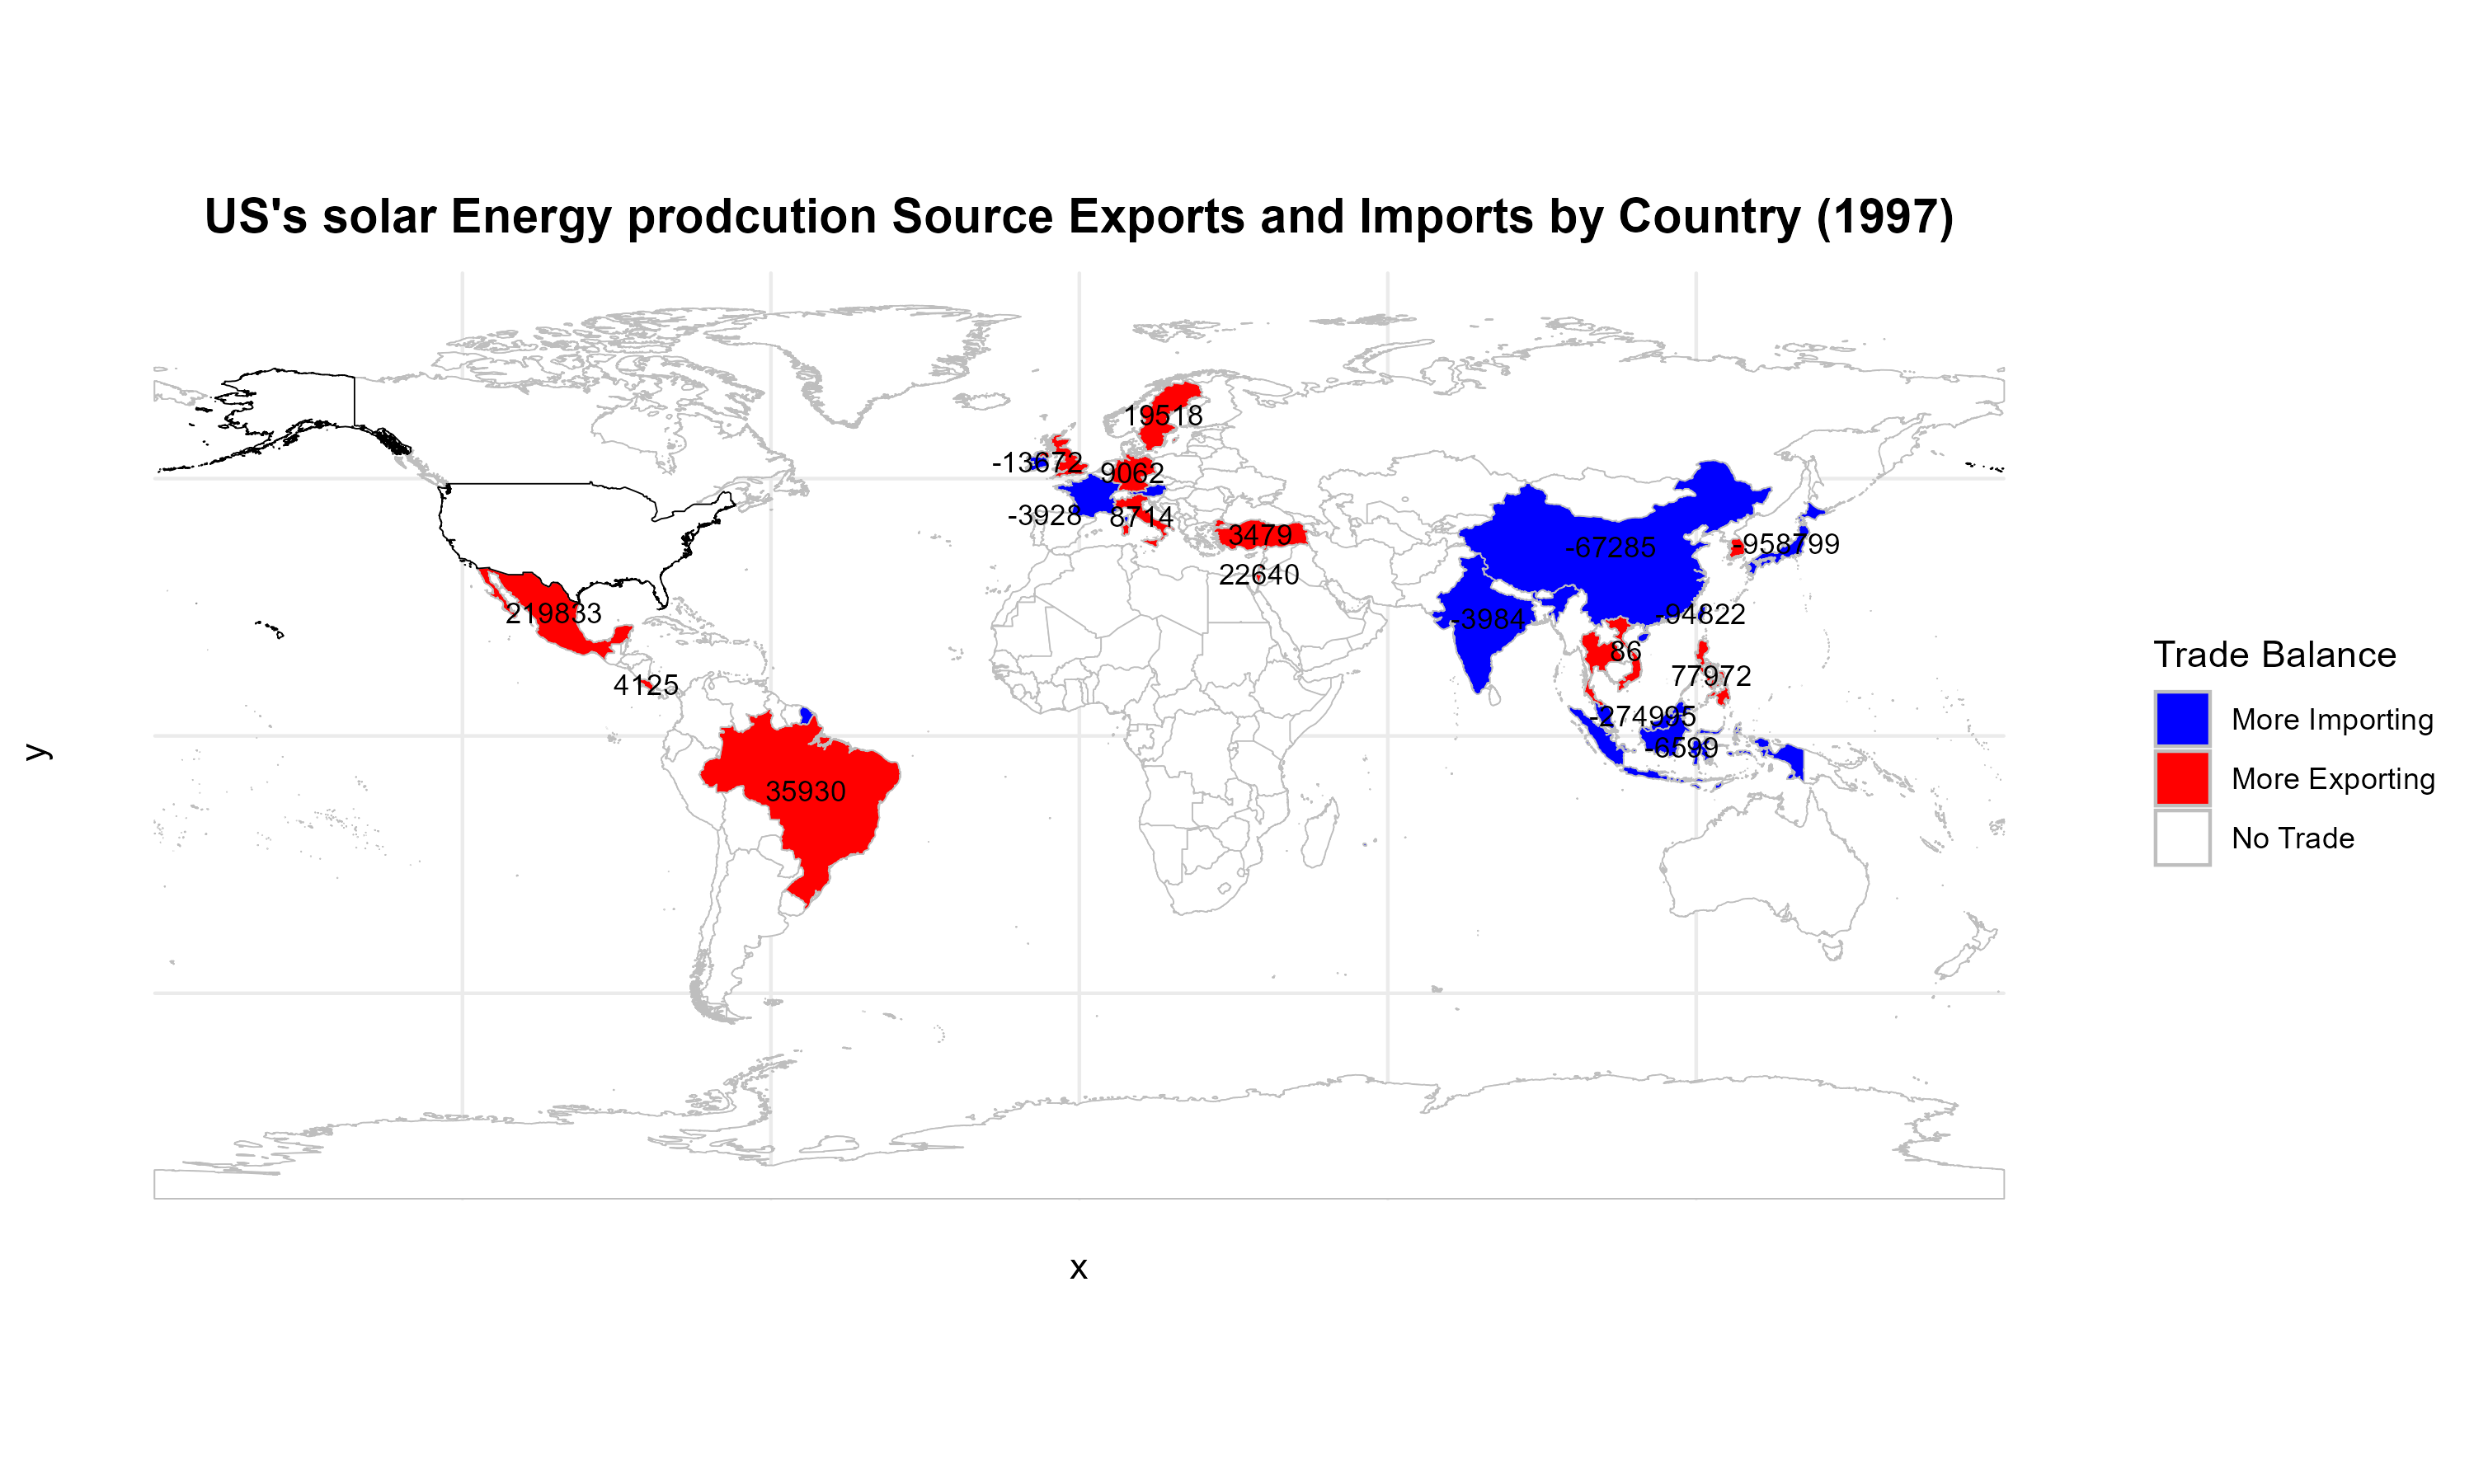 US's solar Energy prodcution Source Exports and Imports by Country (1997)
19518
-13672
9062
-3928
8714
3479
-67285
-958799
22640
219833
-3984
-94822
86
4125
77972
-274995
-6599
35930
y
x
Trade Balance
More Importing
More Exporting
No Trade